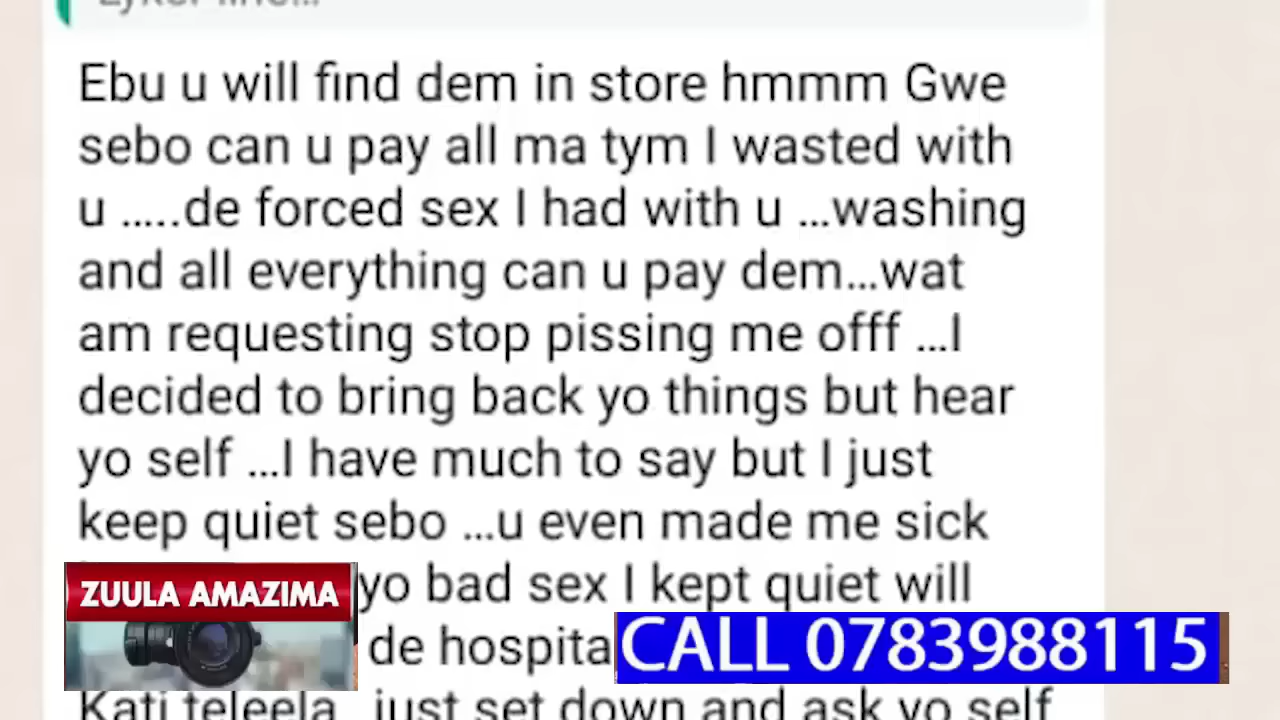 Ebu u will find dem in store hmmm Gwe
sebo can u pay all ma tym I wasted with
u .....de forced sex I had with u ...washing
and all everything can u pay dem...wat
am requesting stop pissing me offf ...I
decided to bring back yo things but hear
yo self ...I have much to say but I just
keep quiet sebo ...u even made me sick
yo bad sex I kept quiet will
ZUULA AMAZIMA
de hospita
CALL 0783988115
Kati teleela just set down and ask yo self